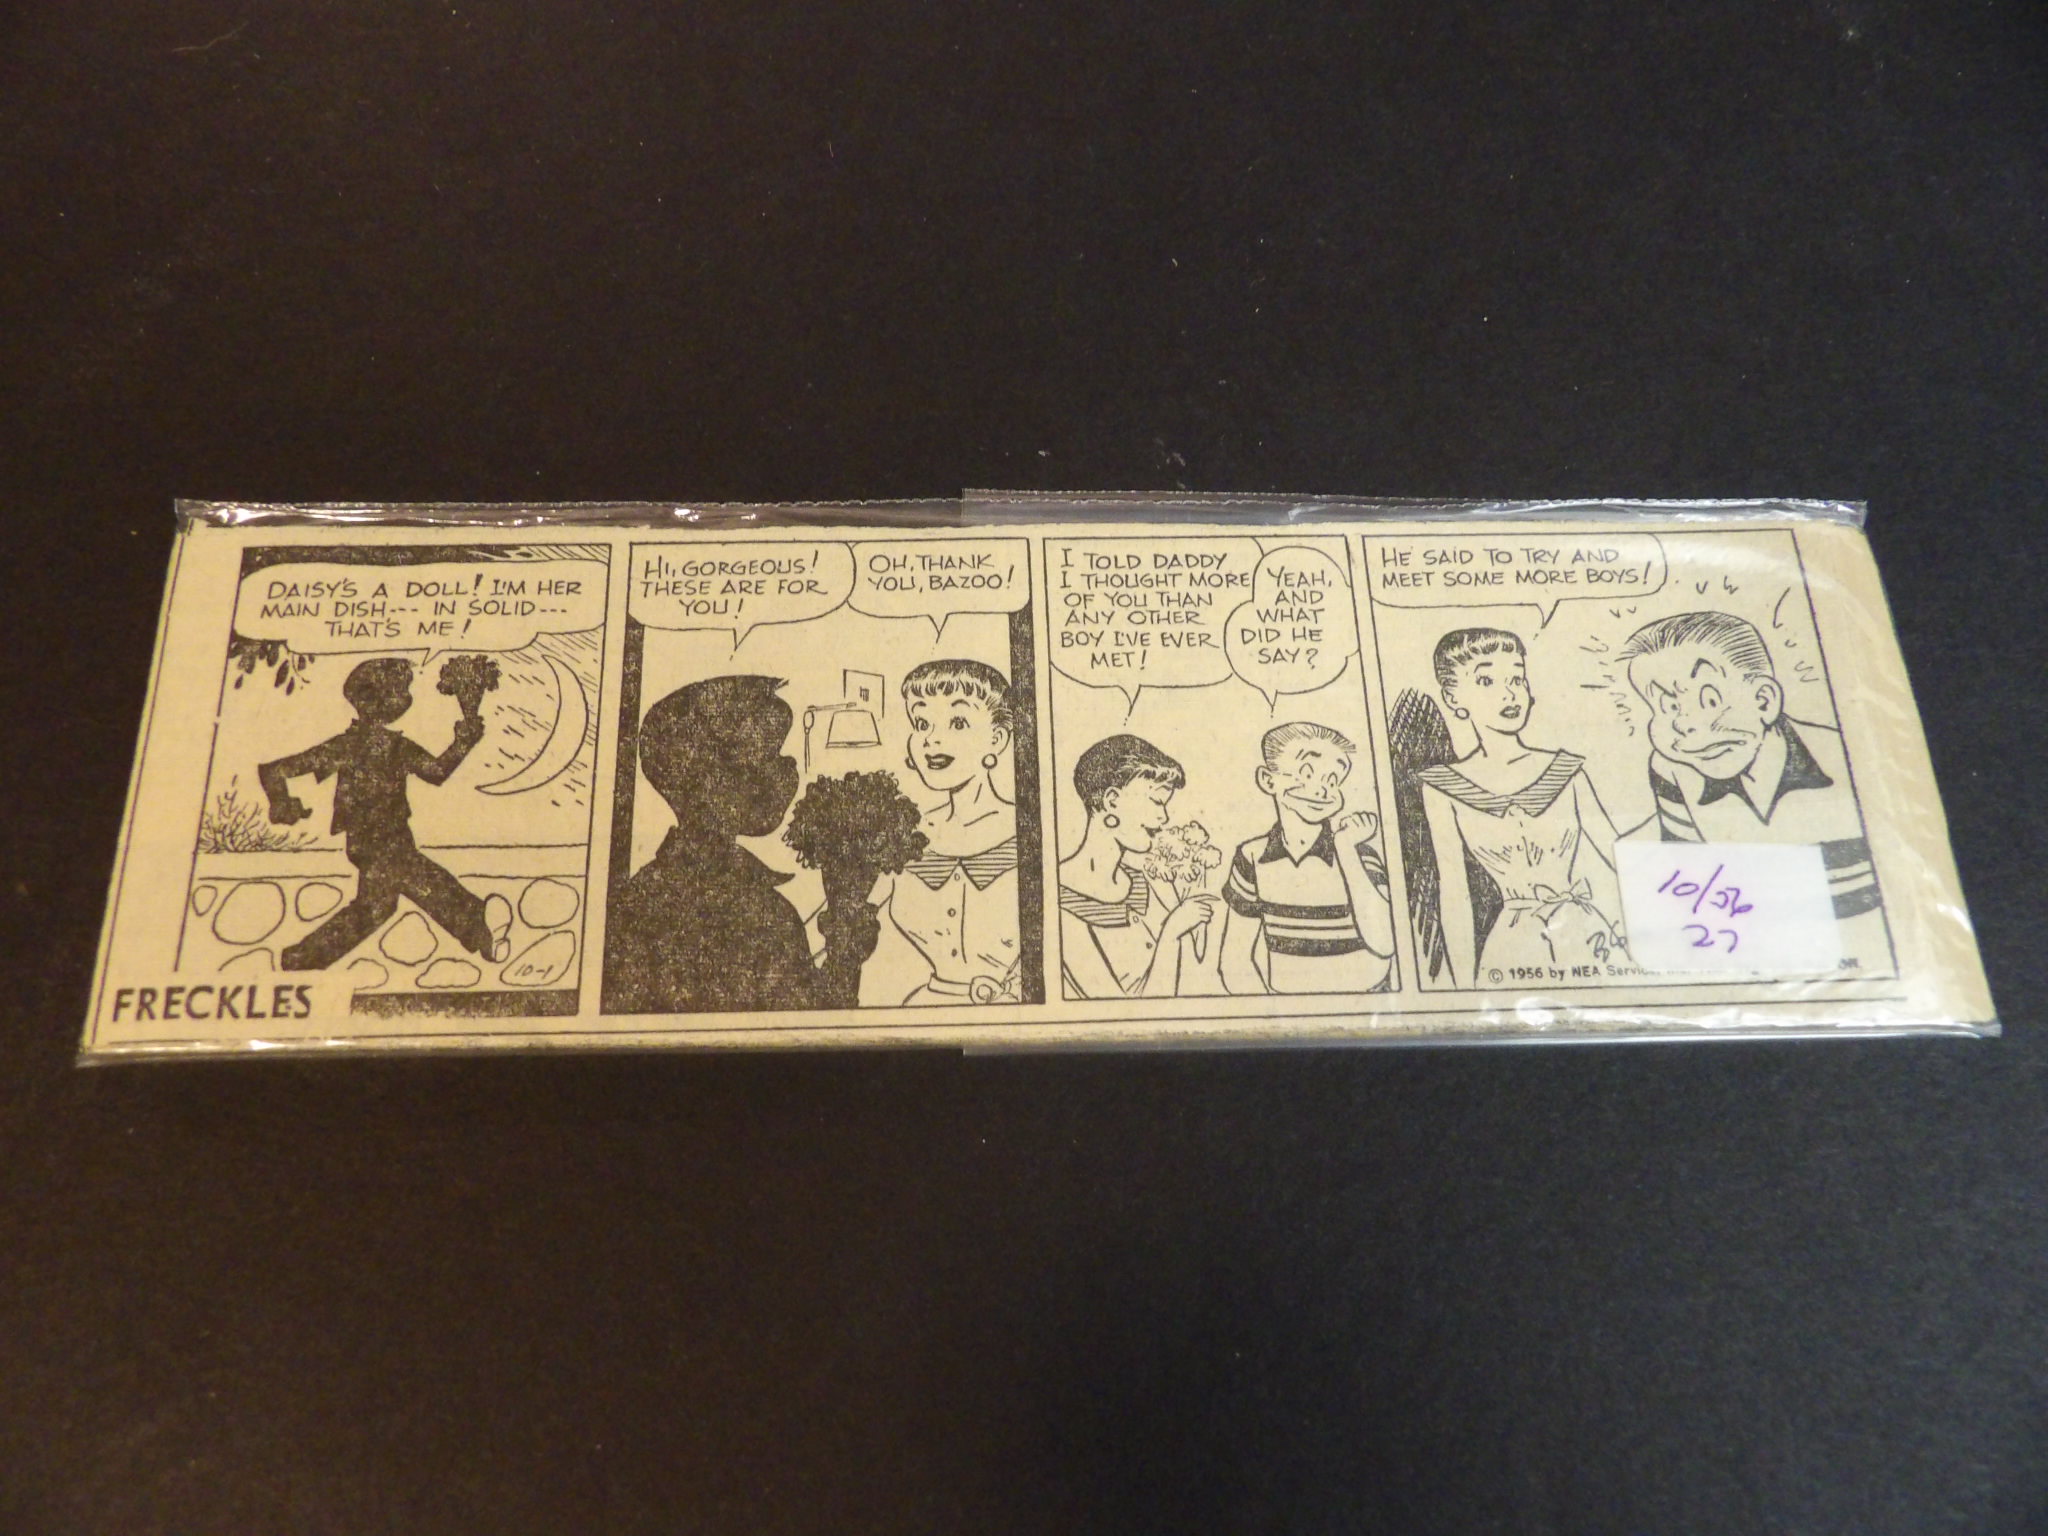 DAISY'S A DOLL! I'M HER
MAIN DISH--- IN SOLID---
THAT'S ME!
10-1
FRECKLES
HI, GORGEOUS!
THESE ARE FOR
YOU!
OH, THANK
YOU, BAZOO!
I TOLD DADDY
I THOUGHT MORE
OF YOU THAN
ANY OTHER
BOY I'VE EVER
MET!
YEAH,
AND
WHAT
DID HE
SAY?
HE SAID TO TRY AND
MEET SOME MORE BOYS!
10/56
27
© 1956 by NEA Service